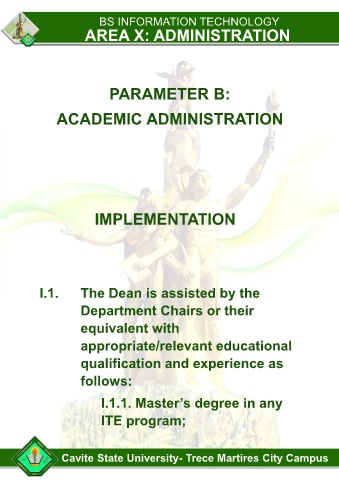 BS INFORMATION TECHNOLOGY
AREA X: ADMINISTRATION
PARAMETER B:
ACADEMIC ADMINISTRATION
IMPLEMENTATION
I.1. The Dean is assisted by the
Department Chairs or their
equivalent with
appropriate/relevant educational
qualification and experience as
follows:
I.1.1. Master's degree in any
ITE program;
Cavite State University- Trece Martires City Campus